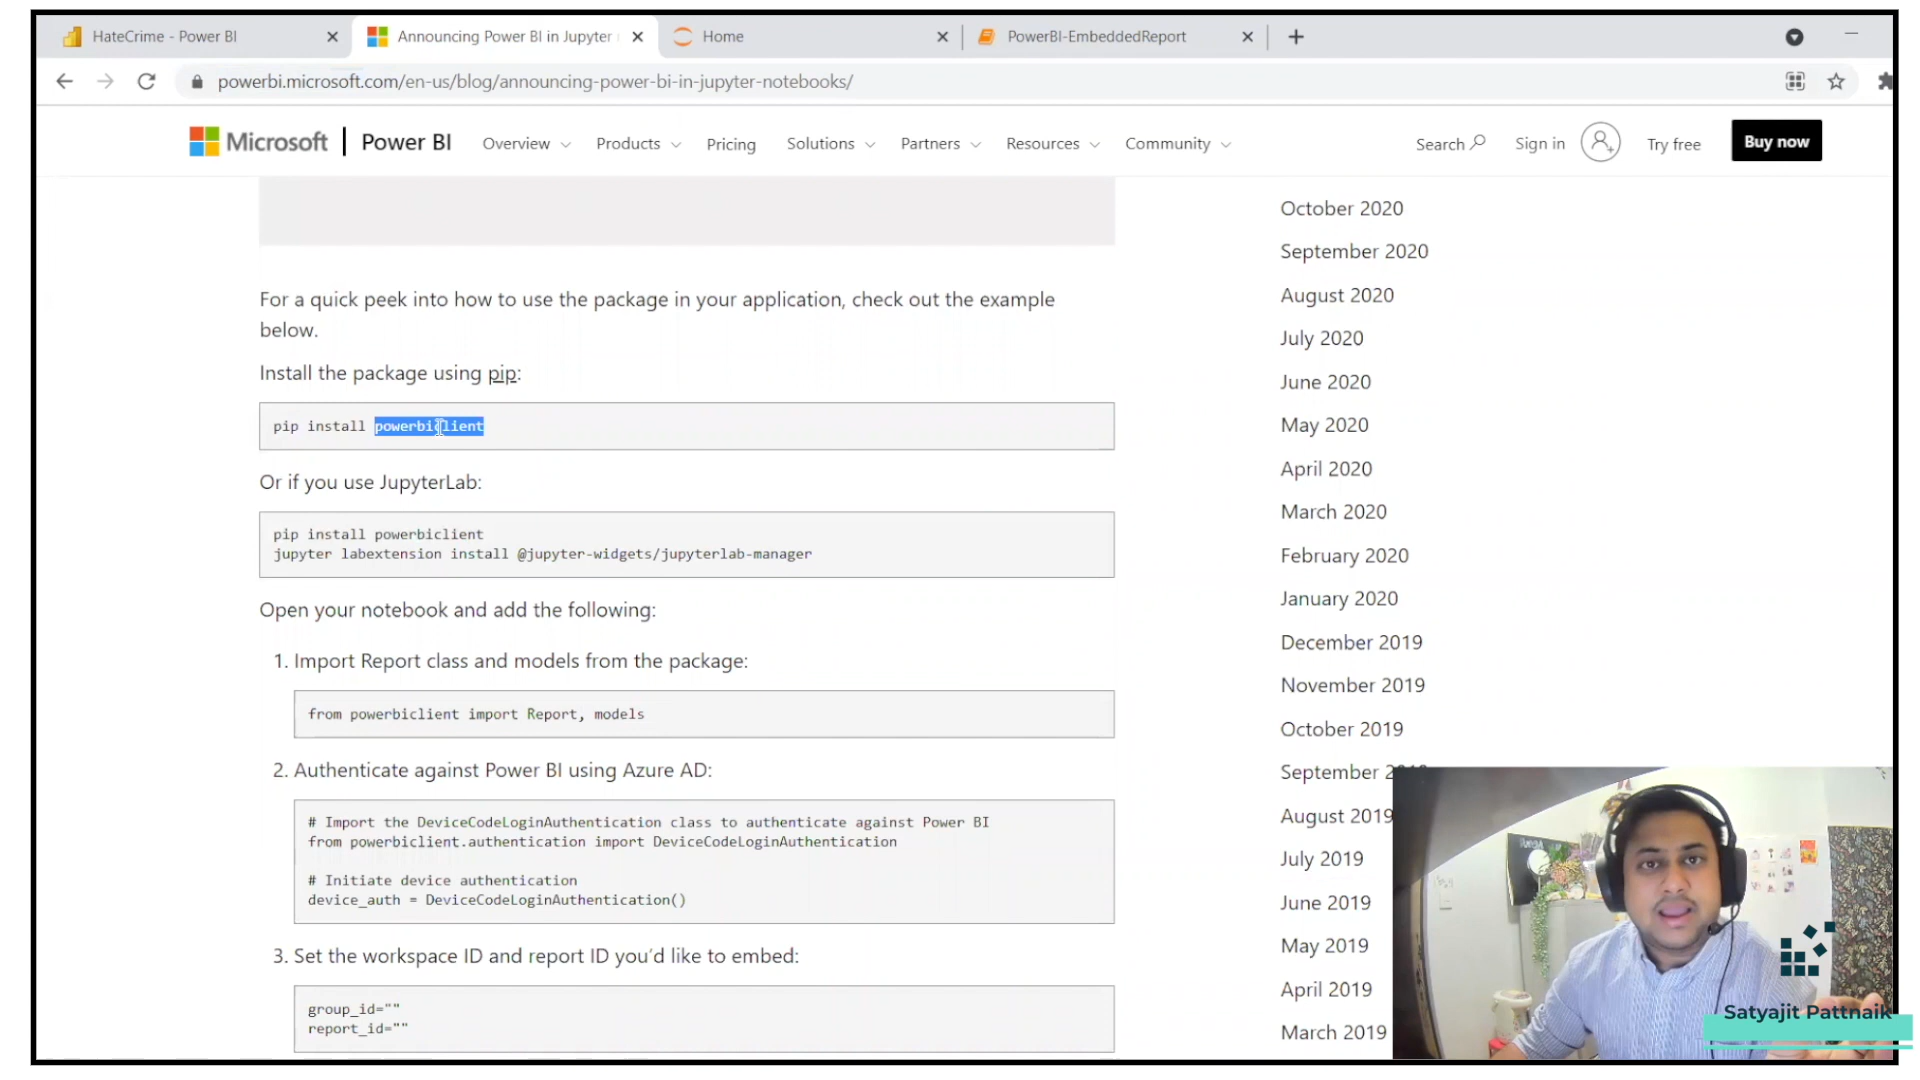 HateCrime - Power BI
Announcing Power BI in Jupyter
Home
PowerBI-EmbeddedReport
powerbi.microsoft.com/en-us/blog/announcing-power-bi-in-jupyter-notebooks/
Microsoft
Power BI
Overview
Products
Pricing
Solutions
Partners
Resources
Community
Search
Sign in
Try free
Buy now
For a quick peek into how to use the package in your application, check out the example
below.
Install the package using pip:
pip install powerbiclient
Or if you use JupyterLab:
pip install powerbiclient
jupyter labextension install @jupyter-widgets/jupyterlab-manager
Open your notebook and add the following:
1. Import Report class and models from the package:
from powerbiclient import Report, models
2. Authenticate against Power BI using Azure AD:
# Import the DeviceCodeLoginAuthentication class to authenticate against Power BI
from powerbiclient.authentication import DeviceCodeLoginAuthentication
# Initiate device authentication
device_auth = DeviceCodeLoginAuthentication()
3. Set the workspace ID and report ID you'd like to embed:
group_id=""
report_id=""
October 2020
September 2020
August 2020
July 2020
June 2020
May 2020
April 2020
March 2020
February 2020
January 2020
December 2019
November 2019
October 2019
September
August 2019
July 2019
June 2019
May 2019
April 2019
March 2019
Satyajit Pattnaik